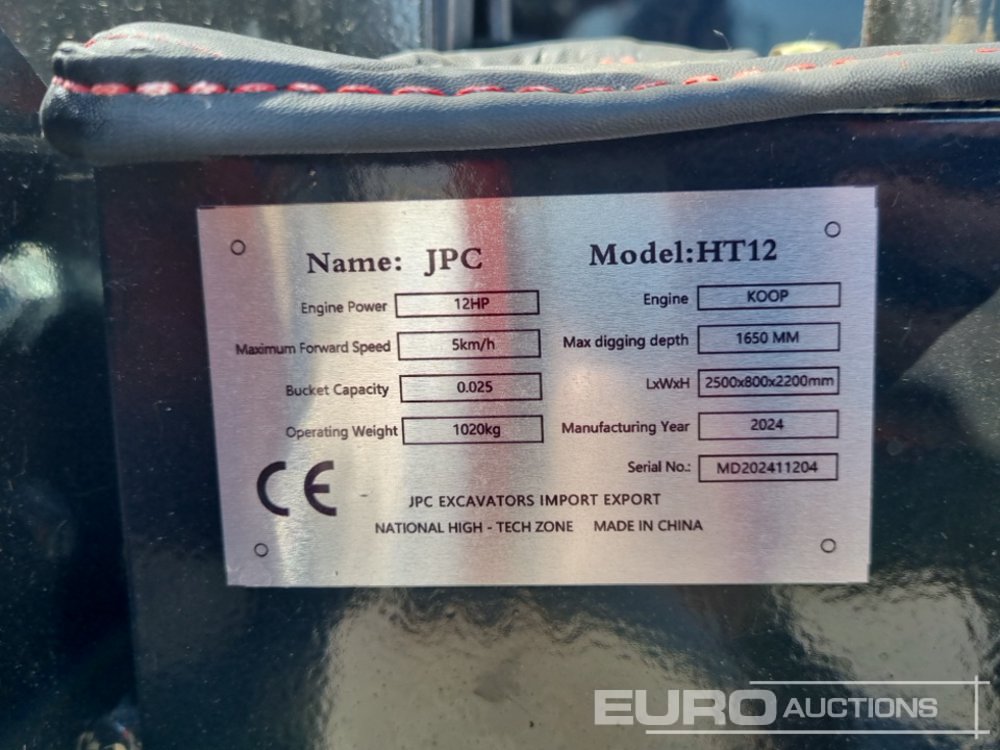 Name: JPC Model:HT12
Engine Power 12HP Engine KOOP
Maximum Forward Speed 5km/h Max digging depth 1650 MM
Bucket Capacity 0.025 LxWxH 2500x800x2200mm
Operating Weight 1020kg Manufacturing Year 2024
Serial No.: MD202411204
CE
JPC EXCAVATORS IMPORT EXPORT
NATIONAL HIGH - TECH ZONE MADE IN CHINA
EURO AUCTIONS